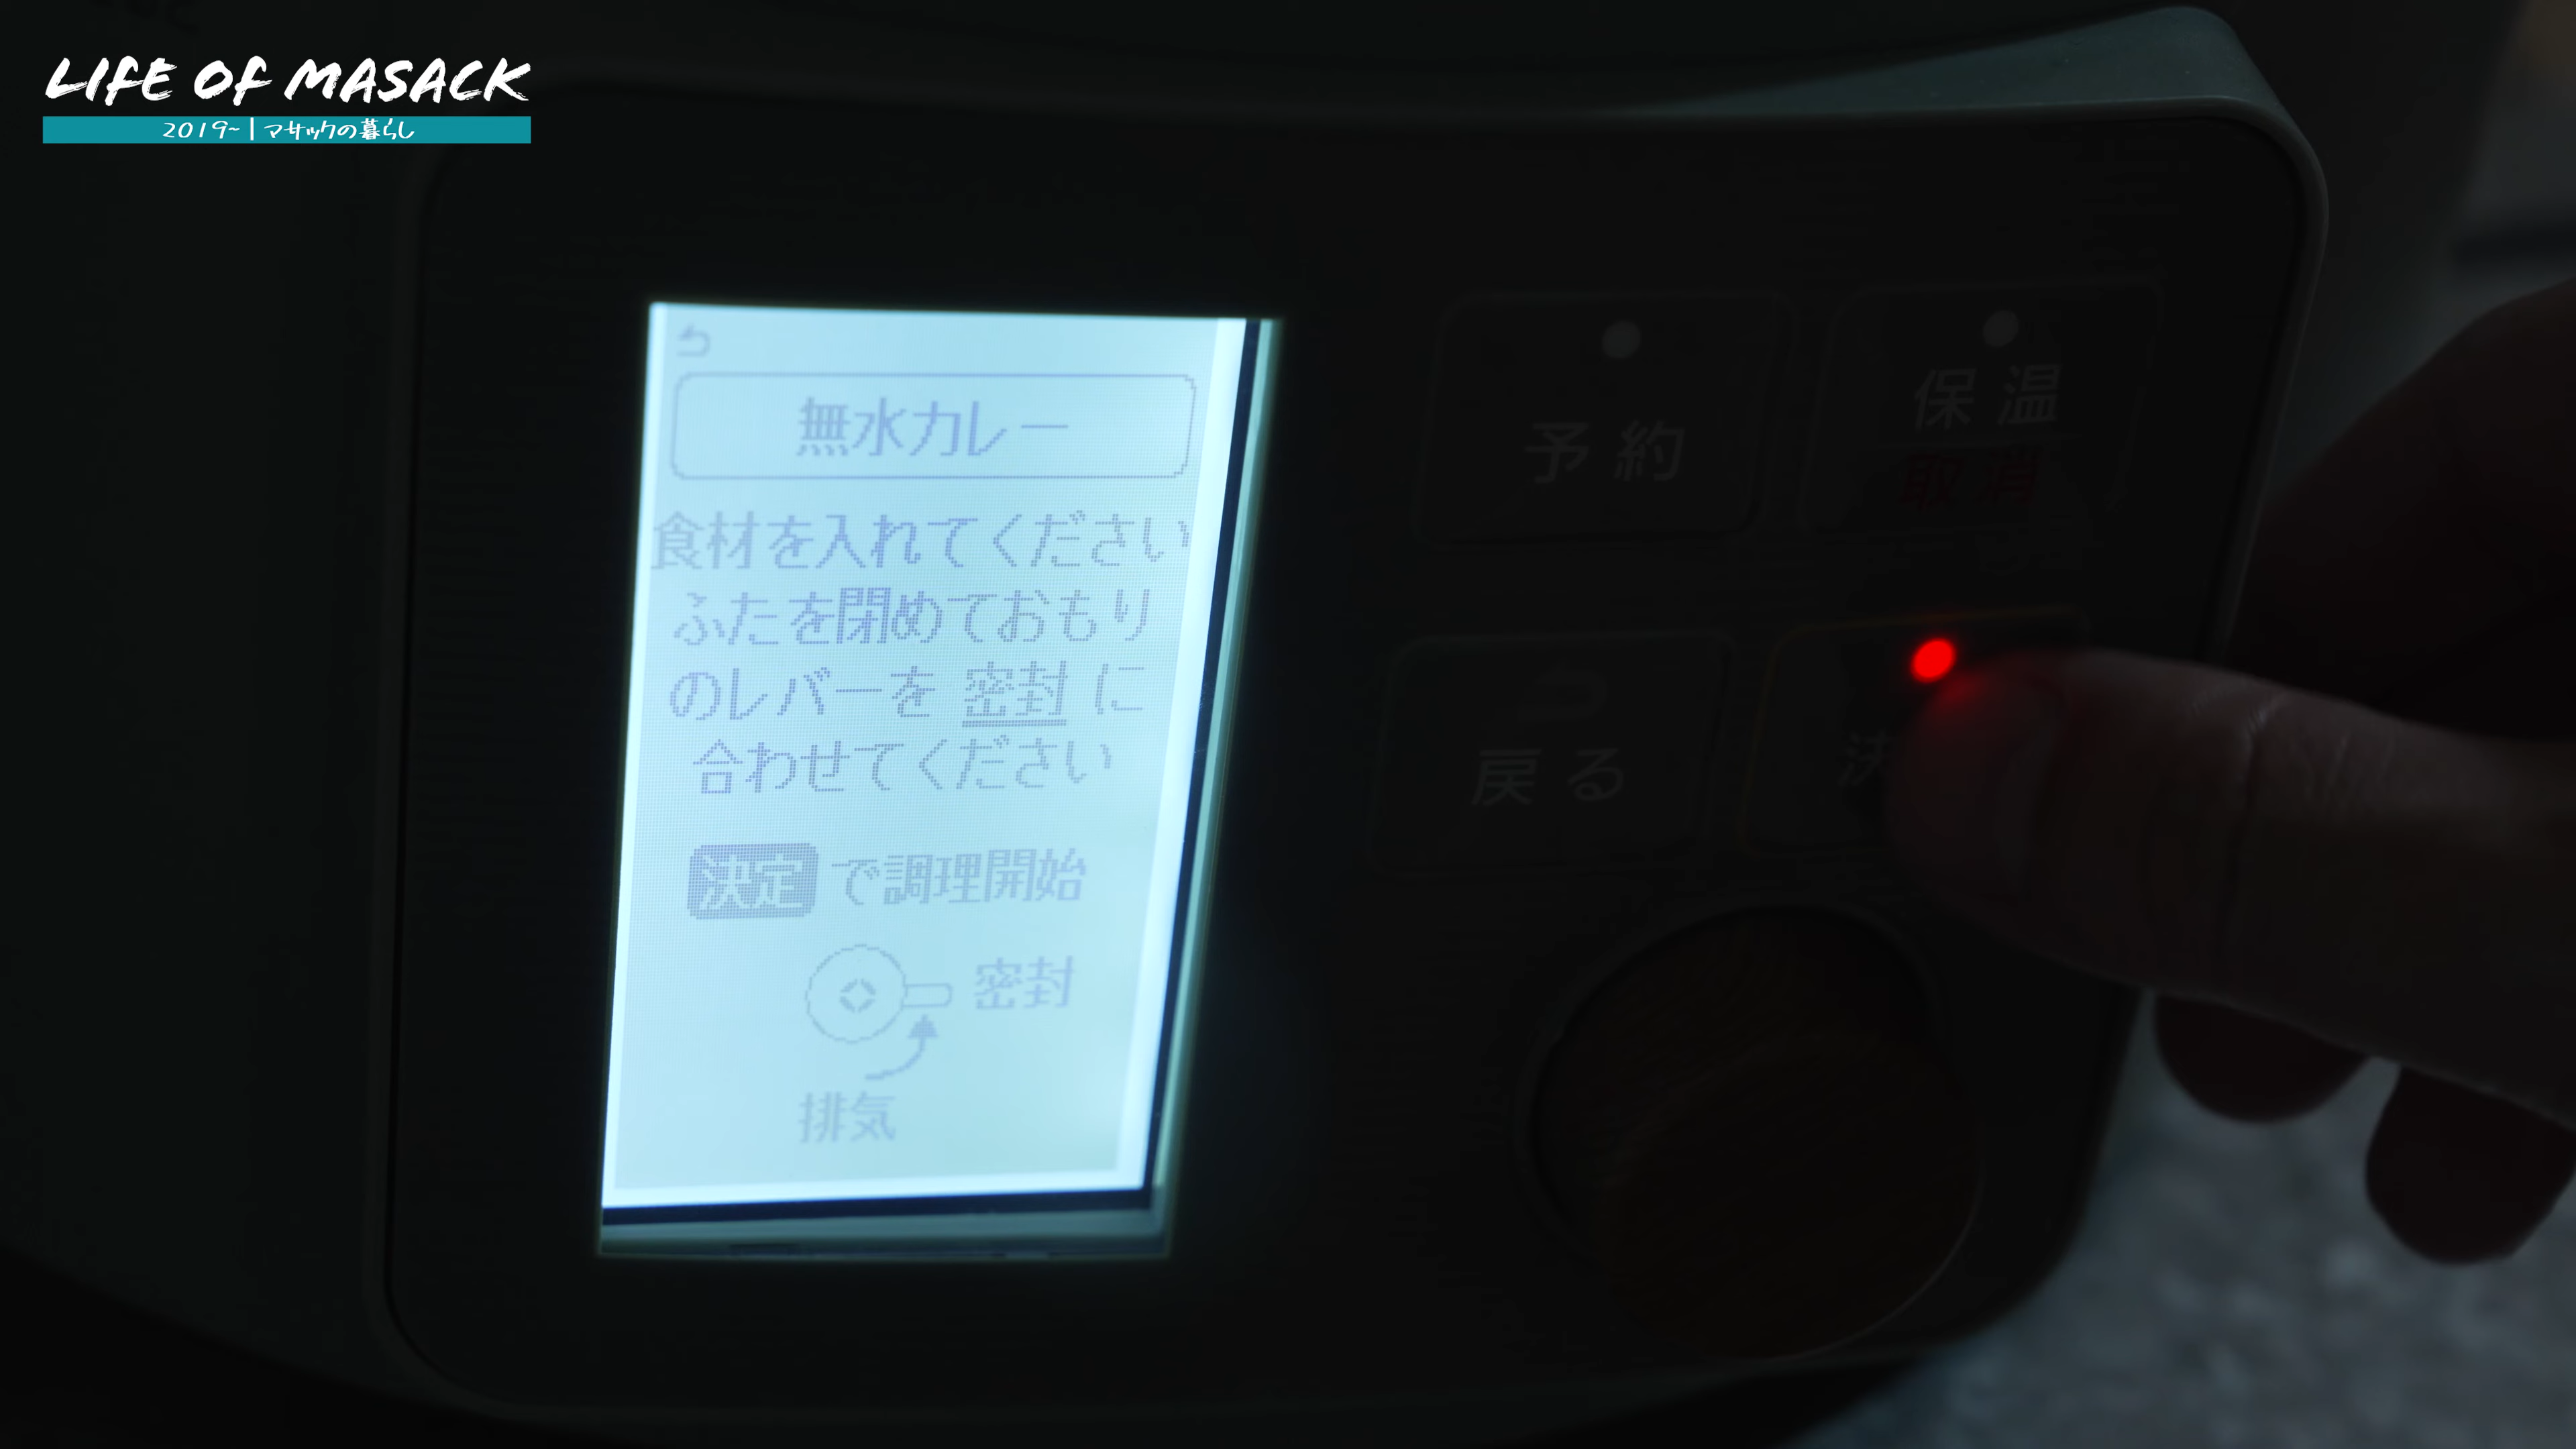 LIFE OF MASACK
2019~ | マサックの暮らし
無水カレー
食材を入れてください
ふたを閉めておもり
のレバーを 密封 に
合わせてください
決定 で調理開始
密封
排気
予約
保温
取消
戻る
決